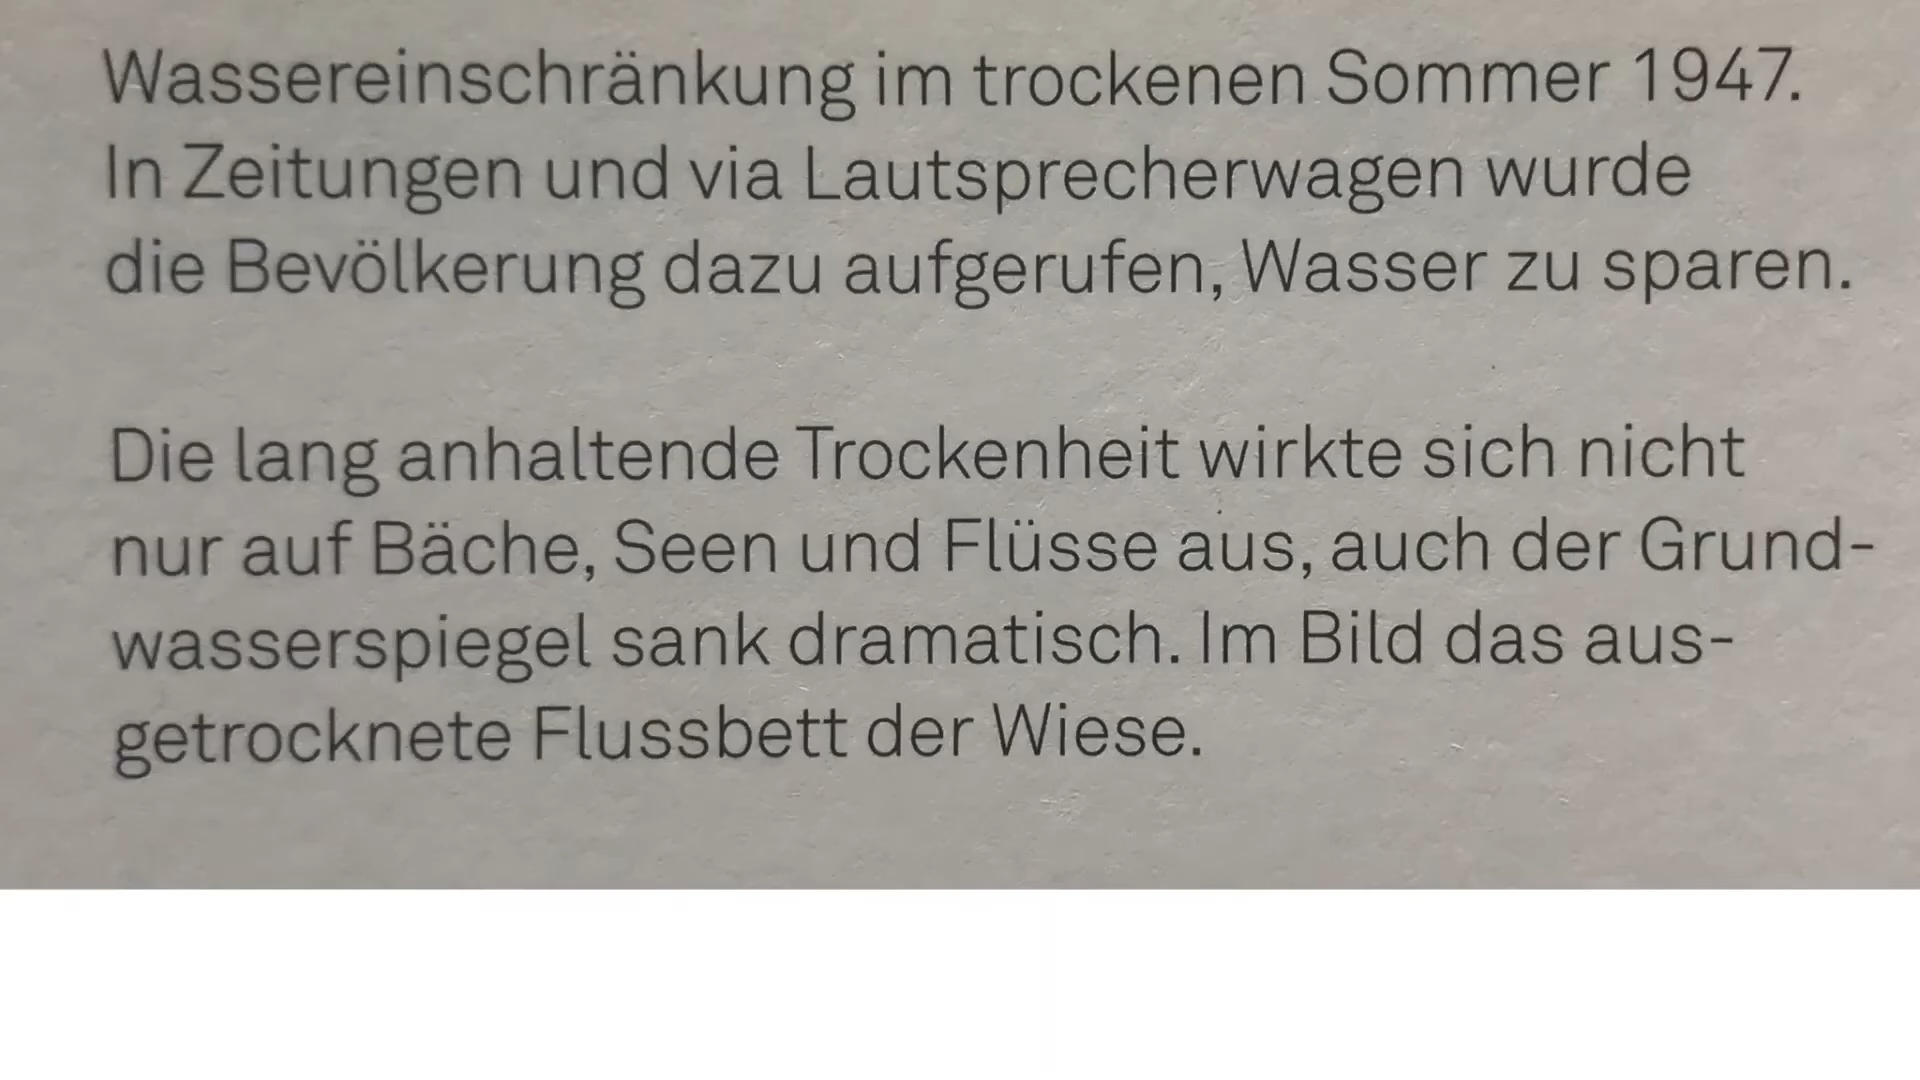 Wassereinschränkung im trockenen Sommer 1947.
In Zeitungen und via Lautsprecherwagen wurde
die Bevölkerung dazu aufgerufen, Wasser zu sparen.
Die lang anhaltende Trockenheit wirkte sich nicht
nur auf Bäche, Seen und Flüsse aus, auch der Grund-
wasserspiegel sank dramatisch. Im Bild das aus-
getrocknete Flussbett der Wiese.